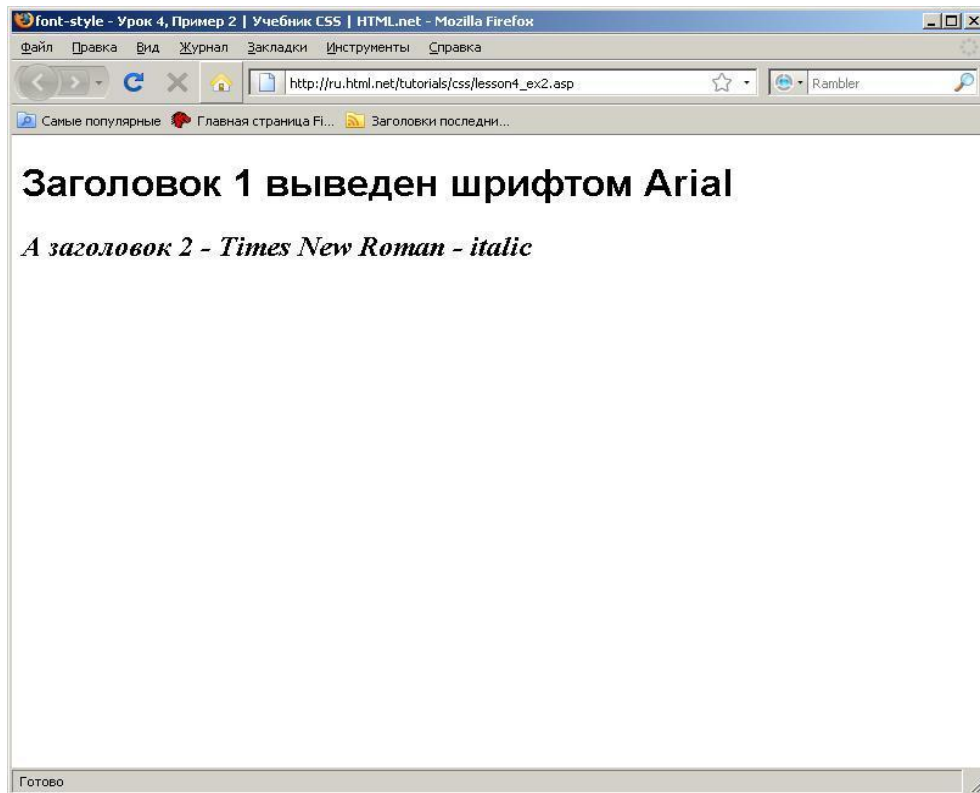 font-style - Урок 4, Пример 2 | Учебник CSS | HTML.net - Mozilla Firefox
Файл Правка Вид Журнал Закладки Инструменты Справка
http://ru.html.net/tutorials/css/lesson4_ex2.asp Rambler
Самые популярные Главная страница Fi... Заголовки последни...
Заголовок 1 выведен шрифтом Arial
А заголовок 2 - Times New Roman - italic
Готово